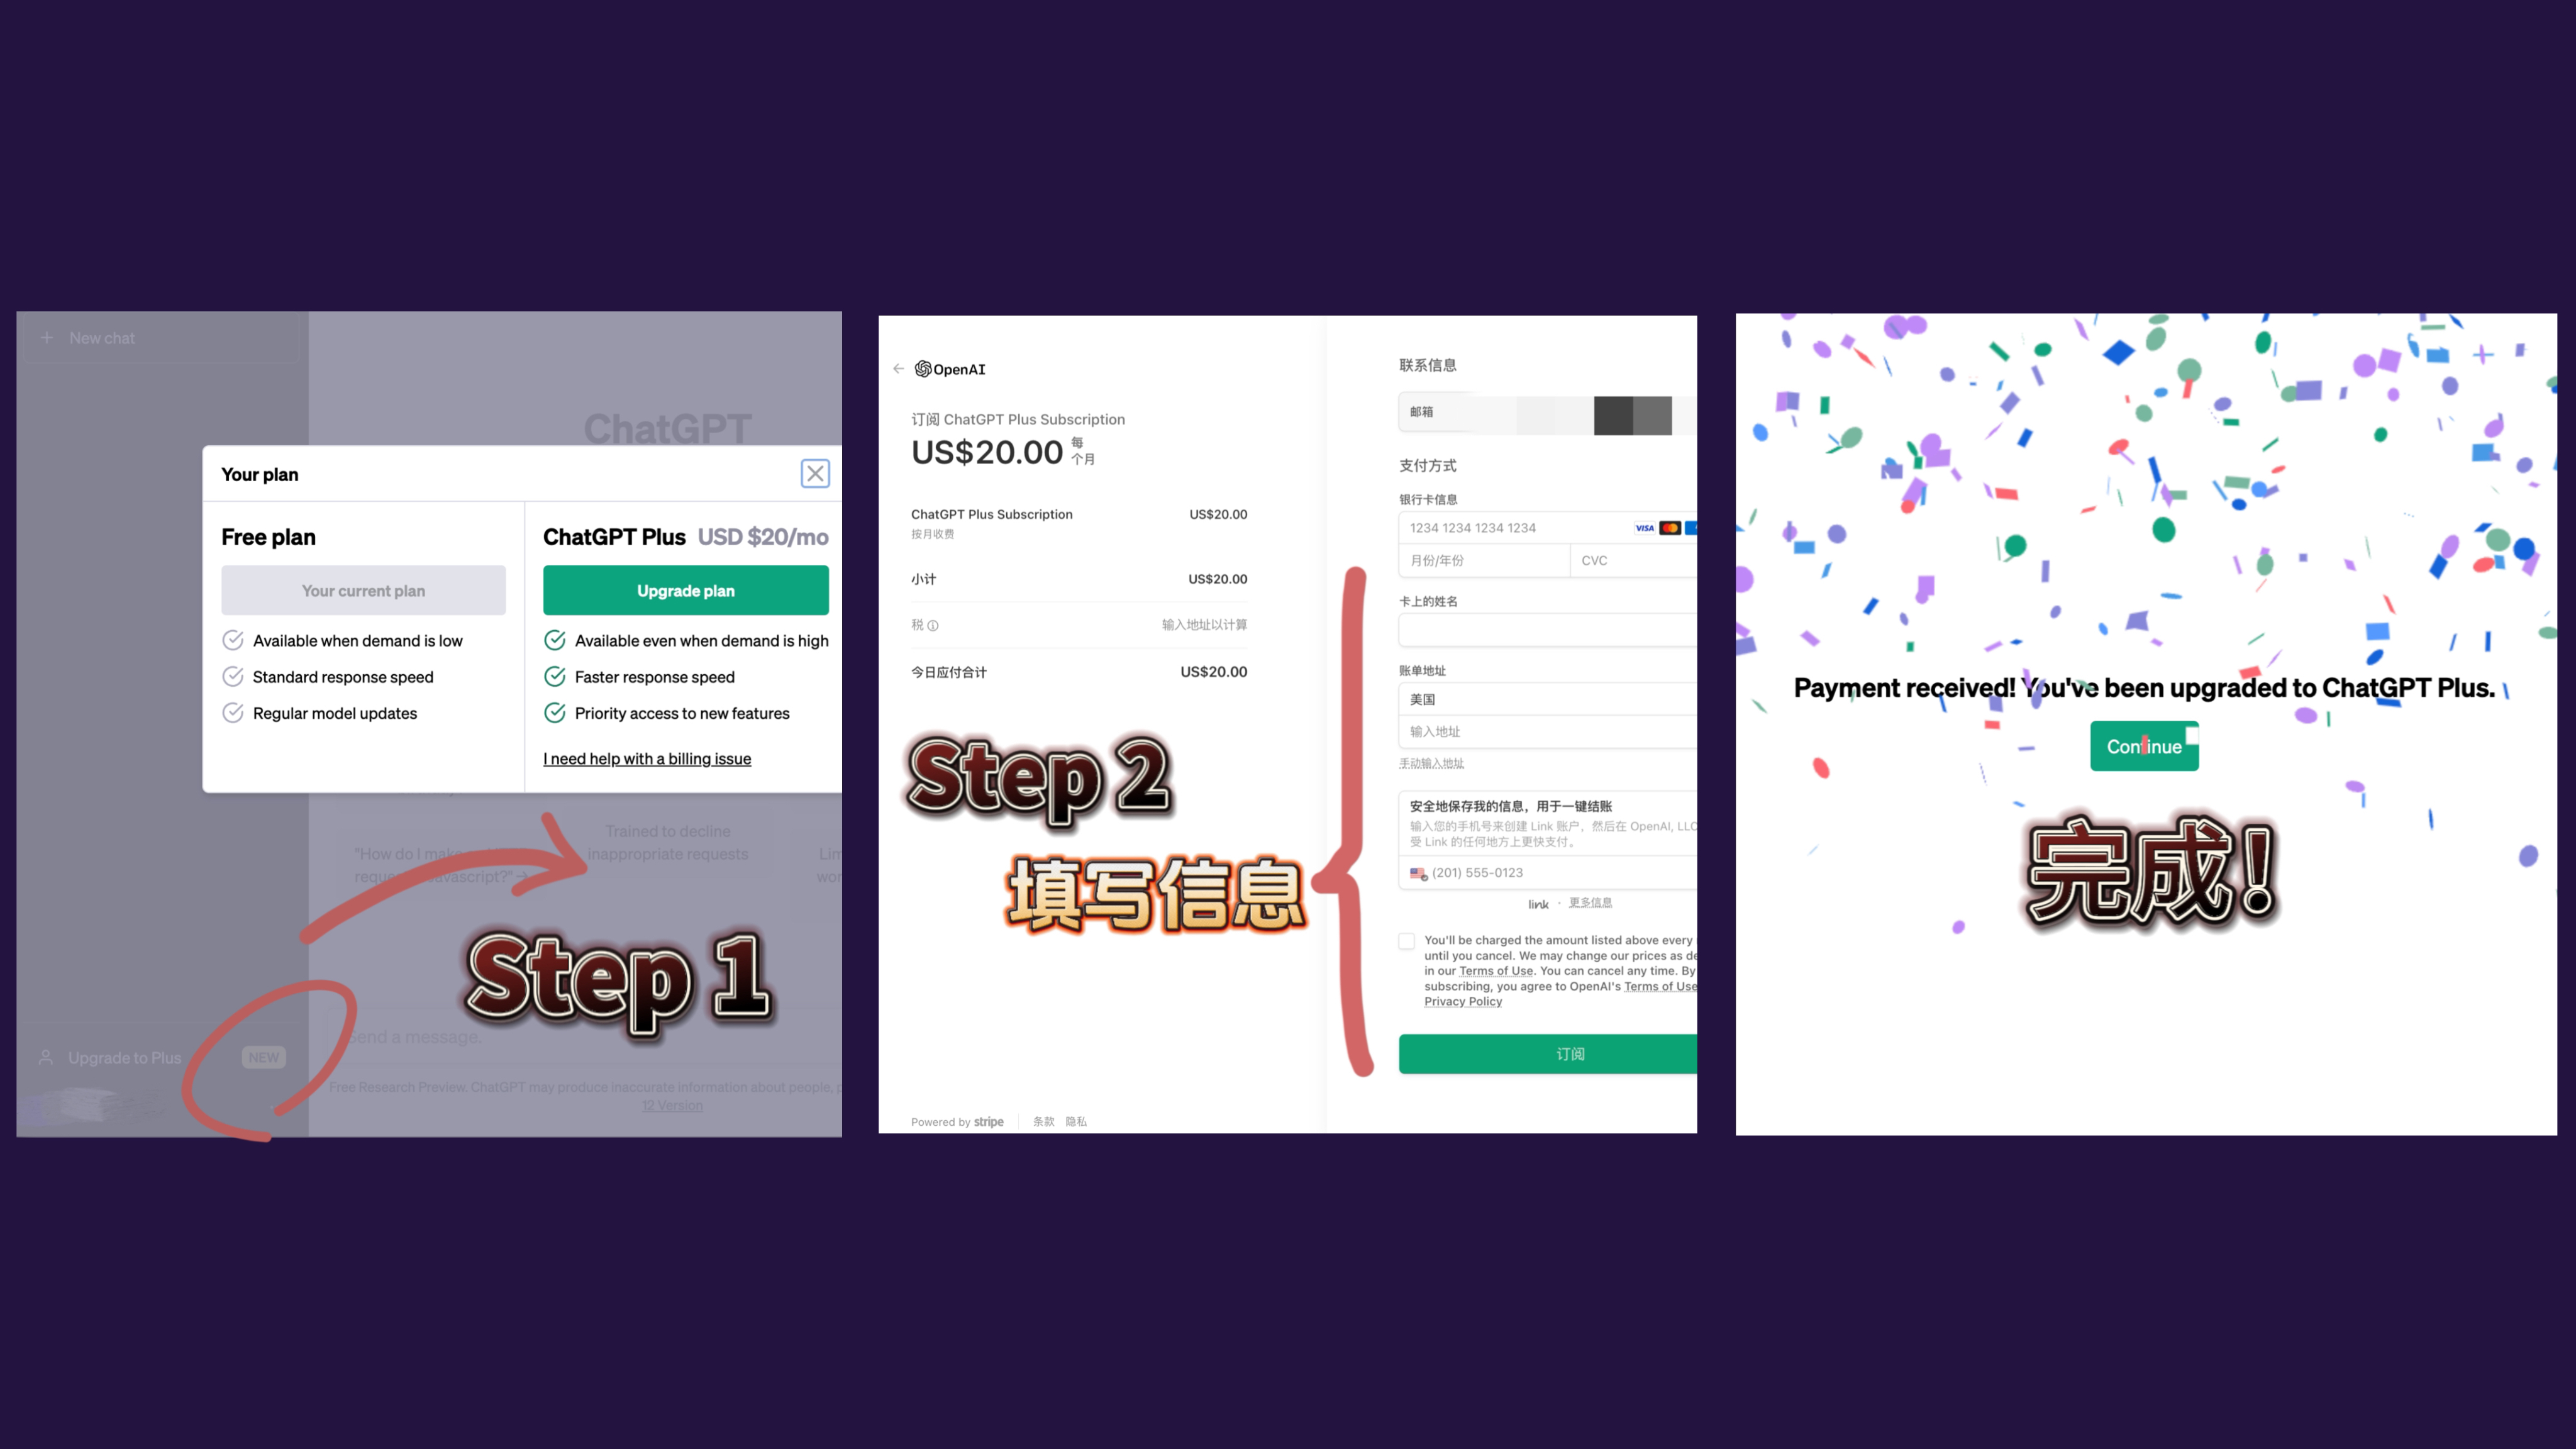 New chat
ChatGPT
Your plan
Free plan
Your current plan
Available when demand is low
Standard response speed
Regular model updates
ChatGPT Plus USD $20/mo
Upgrade plan
Available even when demand is high
Faster response speed
Priority access to new features
I need help with a billing issue
"How do I make
Javascript?" →
Trained to decline
inappropriate requests
Step 1
Upgrade to Plus NEW
Send a message.
Free Research Preview. ChatGPT may produce inaccurate information about people,
12 Version
OpenAI
订阅 ChatGPT Plus Subscription
US$20.00 每
个月
ChatGPT Plus Subscription US$20.00
按月收费
小计 US$20.00
税 输入地址以计算
今日应付合计 US$20.00
Step 2
填写信息
Powered by stripe 条款 隐私
联系信息
邮箱
支付方式
银行卡信息
1234 1234 1234 1234 VISA
月份/年份 CVC
卡上的姓名
账单地址
美国
输入地址
手动输入地址
安全地保存我的信息，用于一键结账
输入您的手机号来创建 Link 账户，然后在 OpenAI, LLC
受 Link 的任何地方上更快支付。
(201) 555-0123
link · 更多信息
You'll be charged the amount listed above every
until you cancel. We may change our prices as de
in our Terms of Use. You can cancel any time. By
subscribing, you agree to OpenAI's Terms of Use
Privacy Policy
订阅
Payment received! You've been upgraded to ChatGPT Plus.
Continue
完成！